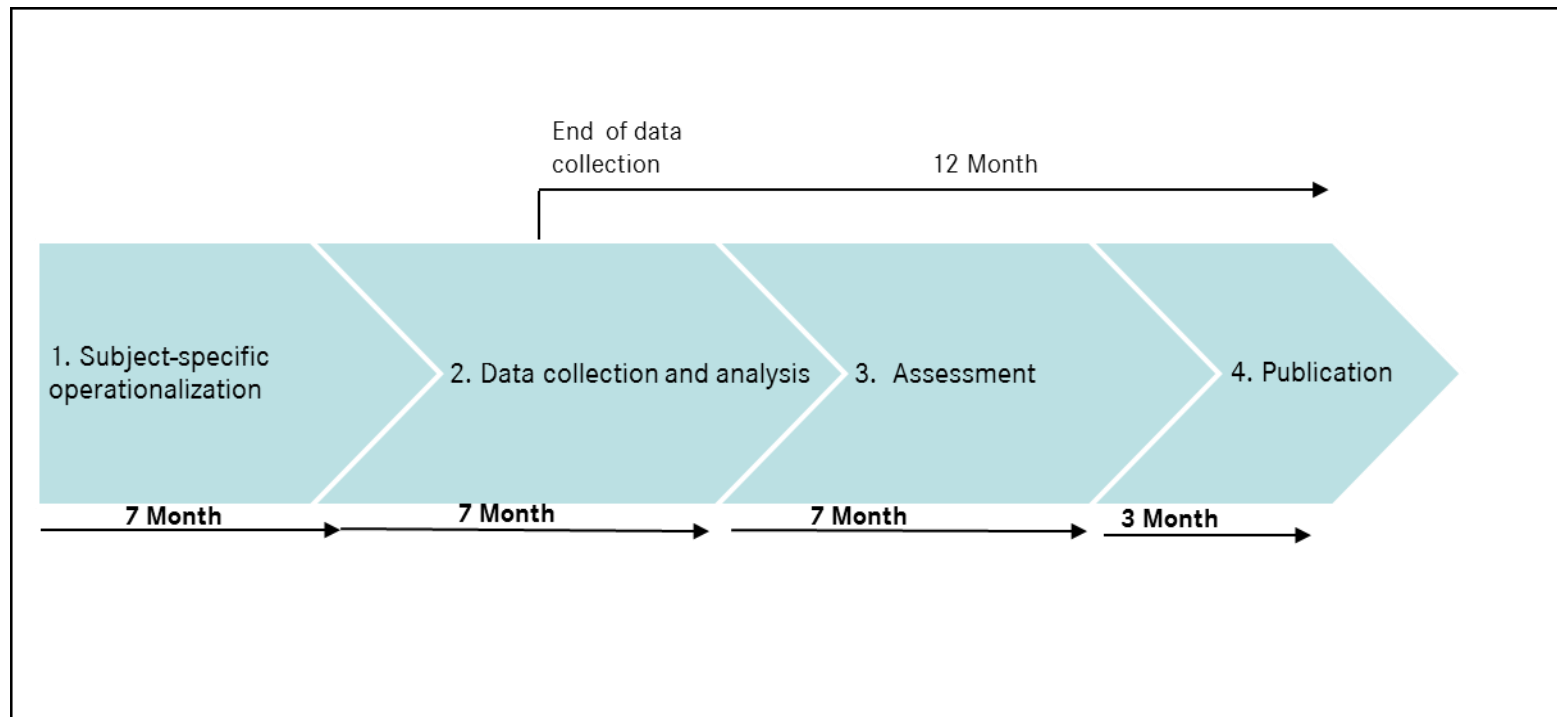 End of data
collection
12 Month
1. Subject-specific
operationalization
2. Data collection and analysis
3. Assessment
4. Publication
7 Month
7 Month
7 Month
3 Month